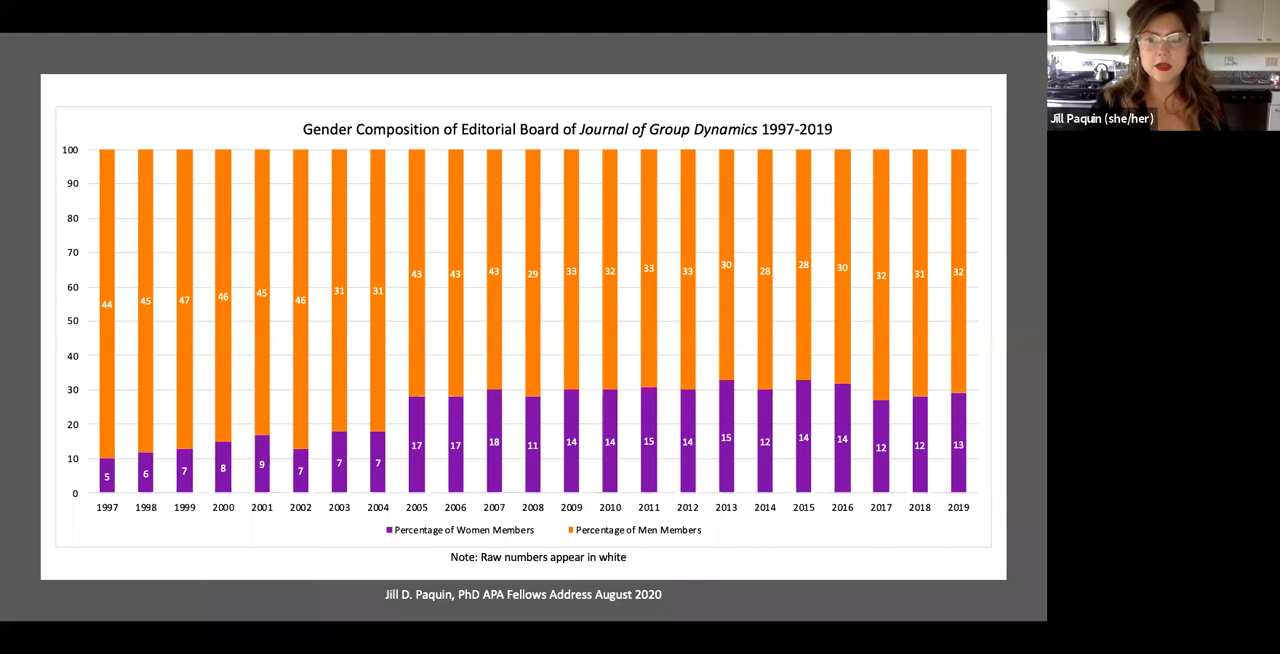 Jill Paquin (she/her)
Gender Composition of Editorial Board of Journal of Group Dynamics 1997-2019
100
90
80
70
60
50
40
30
20
10
0
44 45 47 46 45 46 31 31 43 43 43 29 33 32 33 33 30 28 28 30 32 31 32
5 6 7 8 9 7 7 7 17 17 18 11 14 14 15 14 15 12 14 14 12 12 13
1997 1998 1999 2000 2001 2002 2003 2004 2005 2006 2007 2008 2009 2010 2011 2012 2013 2014 2015 2016 2017 2018 2019
Percentage of Women Members Percentage of Men Members
Note: Raw numbers appear in white
Jill D. Paquin, PhD APA Fellows Address August 2020